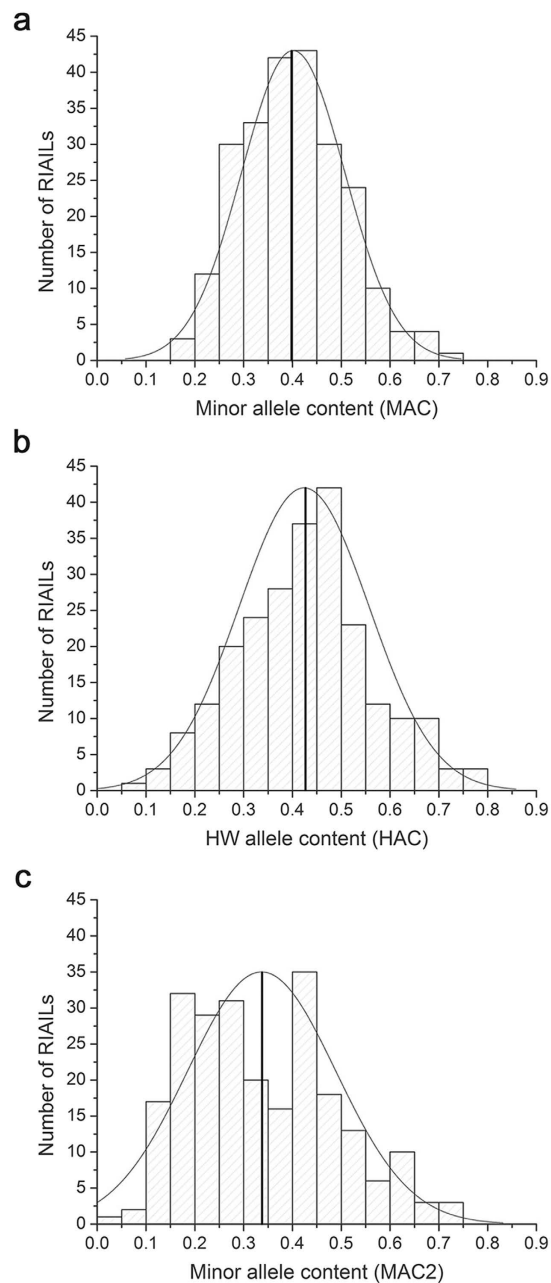 a
45
40
35
30
25
20
15
10
5
0
Number of RIAILs
0.0 0.1 0.2 0.3 0.4 0.5 0.6 0.7 0.8 0.9
Minor allele content (MAC)
b
45
40
35
30
25
20
15
10
5
0
Number of RIAILs
0.0 0.1 0.2 0.3 0.4 0.5 0.6 0.7 0.8 0.9
HW allele content (HAC)
c
45
40
35
30
25
20
15
10
5
0
Number of RIAILs
0.0 0.1 0.2 0.3 0.4 0.5 0.6 0.7 0.8 0.9
Minor allele content (MAC2)